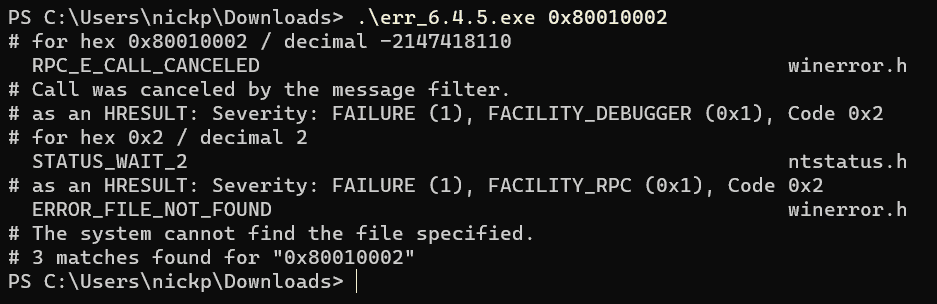 PS C:\Users\nickp\Downloads> .\err_6.4.5.exe 0x80010002
# for hex 0x80010002 / decimal -2147418110
  RPC_E_CALL_CANCELED                                            winerror.h
# Call was canceled by the message filter.
# as an HRESULT: Severity: FAILURE (1), FACILITY_DEBUGGER (0x1), Code 0x2
# for hex 0x2 / decimal 2
  STATUS_WAIT_2                                                  ntstatus.h
# as an HRESULT: Severity: FAILURE (1), FACILITY_RPC (0x1), Code 0x2
  ERROR_FILE_NOT_FOUND                                           winerror.h
# The system cannot find the file specified.
# 3 matches found for "0x80010002"
PS C:\Users\nickp\Downloads>